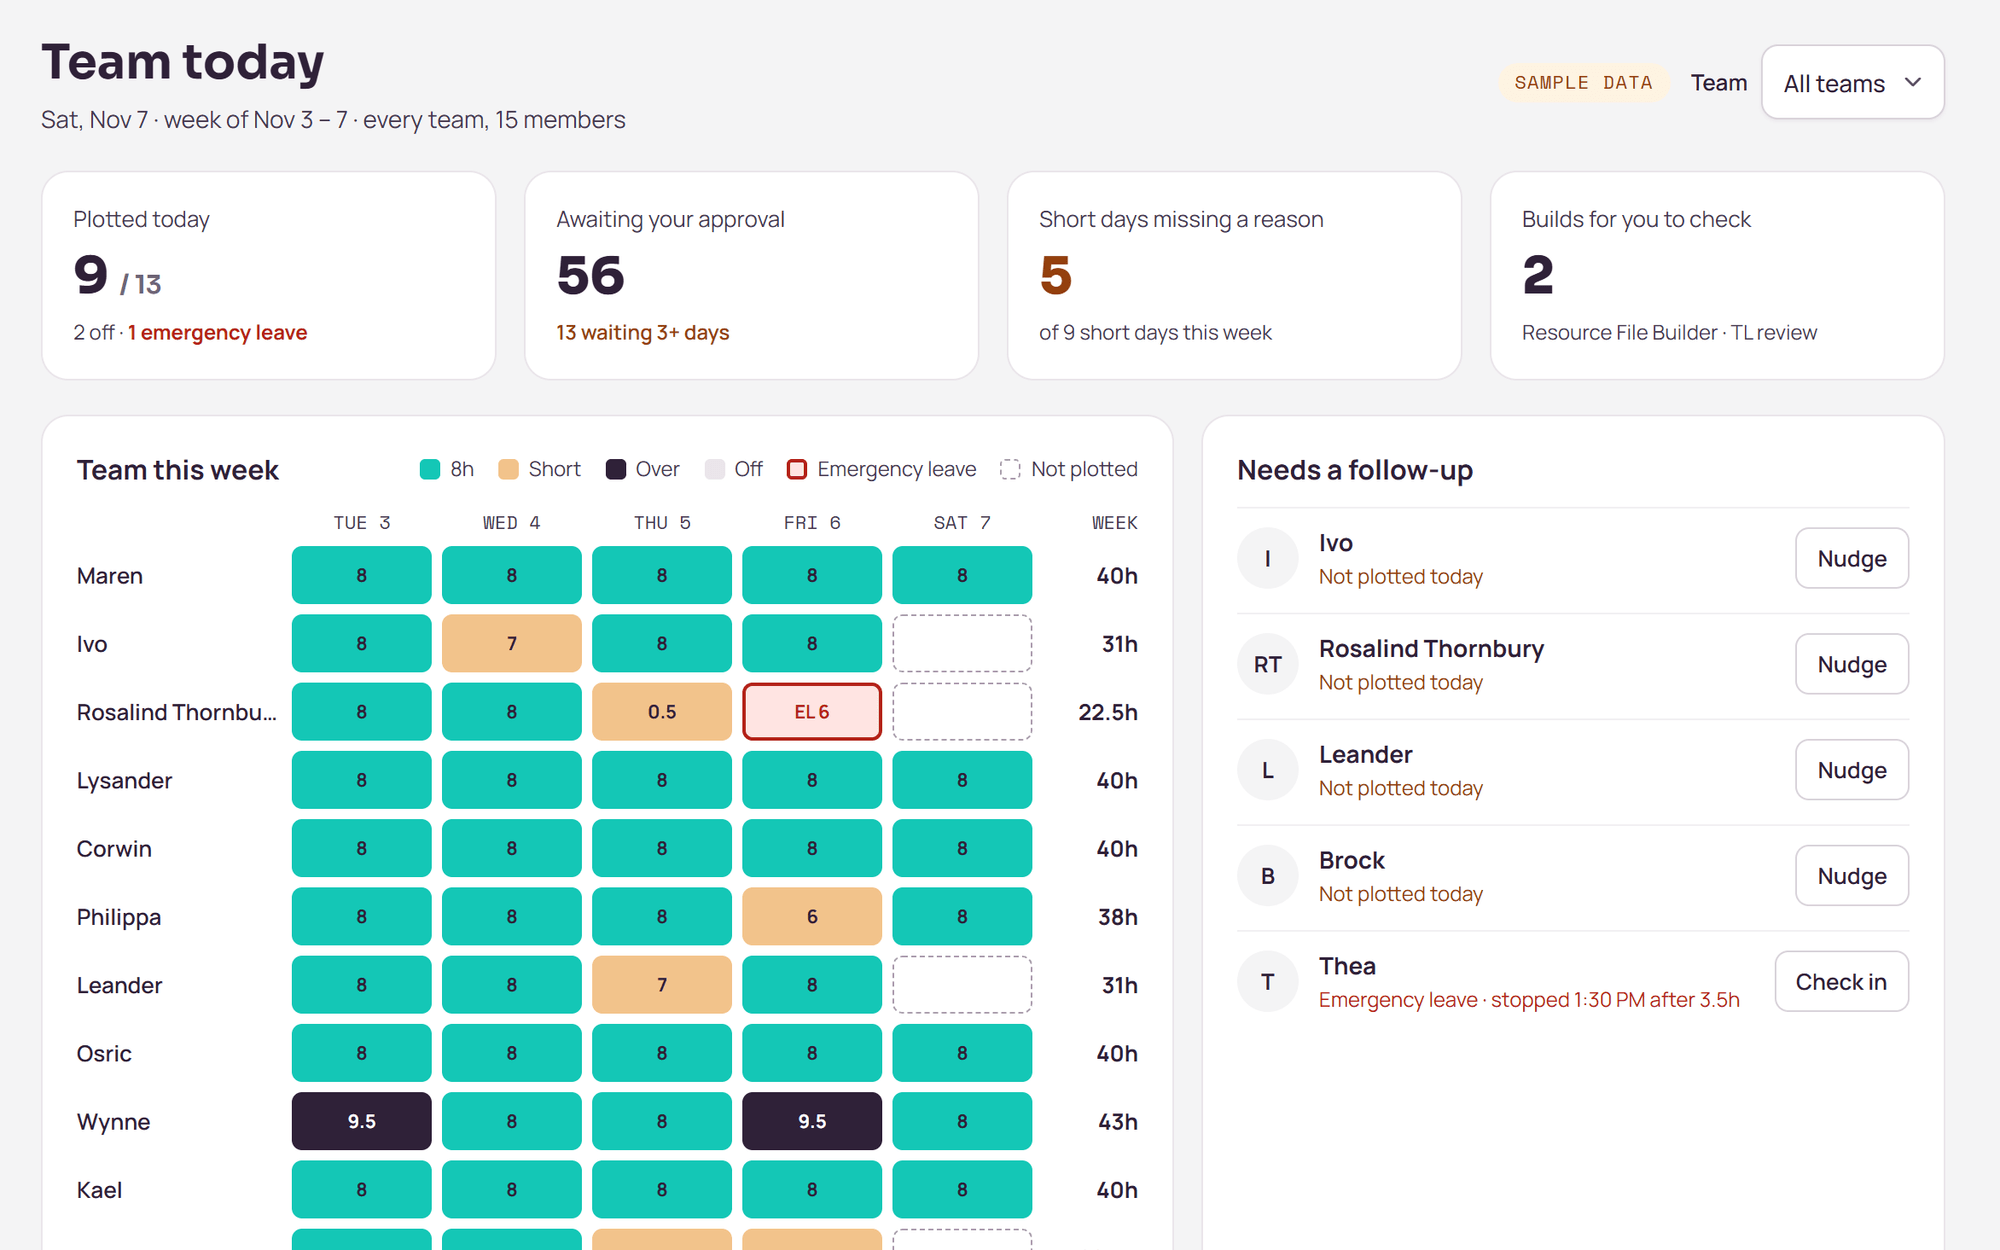 Team today
Sat, Nov 7 · week of Nov 3 – 7 · every team, 15 members
SAMPLE DATA
Team
All teams
Plotted today
9 / 13
2 off · 1 emergency leave
Awaiting your approval
56
13 waiting 3+ days
Short days missing a reason
5
of 9 short days this week
Builds for you to check
2
Resource File Builder · TL review
Team this week
8h Short Over Off Emergency leave Not plotted
TUE 3 WED 4 THU 5 FRI 6 SAT 7 WEEK
Maren 8 8 8 8 8 40h
Ivo 8 7 8 8 31h
Rosalind Thornbu... 8 8 0.5 EL 6 22.5h
Lysander 8 8 8 8 8 40h
Corwin 8 8 8 8 8 40h
Philippa 8 8 8 6 8 38h
Leander 8 8 7 8 31h
Osric 8 8 8 8 8 40h
Wynne 9.5 8 8 9.5 8 43h
Kael 8 8 8 8 8 40h
Needs a follow-up
I
Ivo
Not plotted today
Nudge
RT
Rosalind Thornbury
Not plotted today
Nudge
L
Leander
Not plotted today
Nudge
B
Brock
Not plotted today
Nudge
T
Thea
Emergency leave · stopped 1:30 PM after 3.5h
Check in